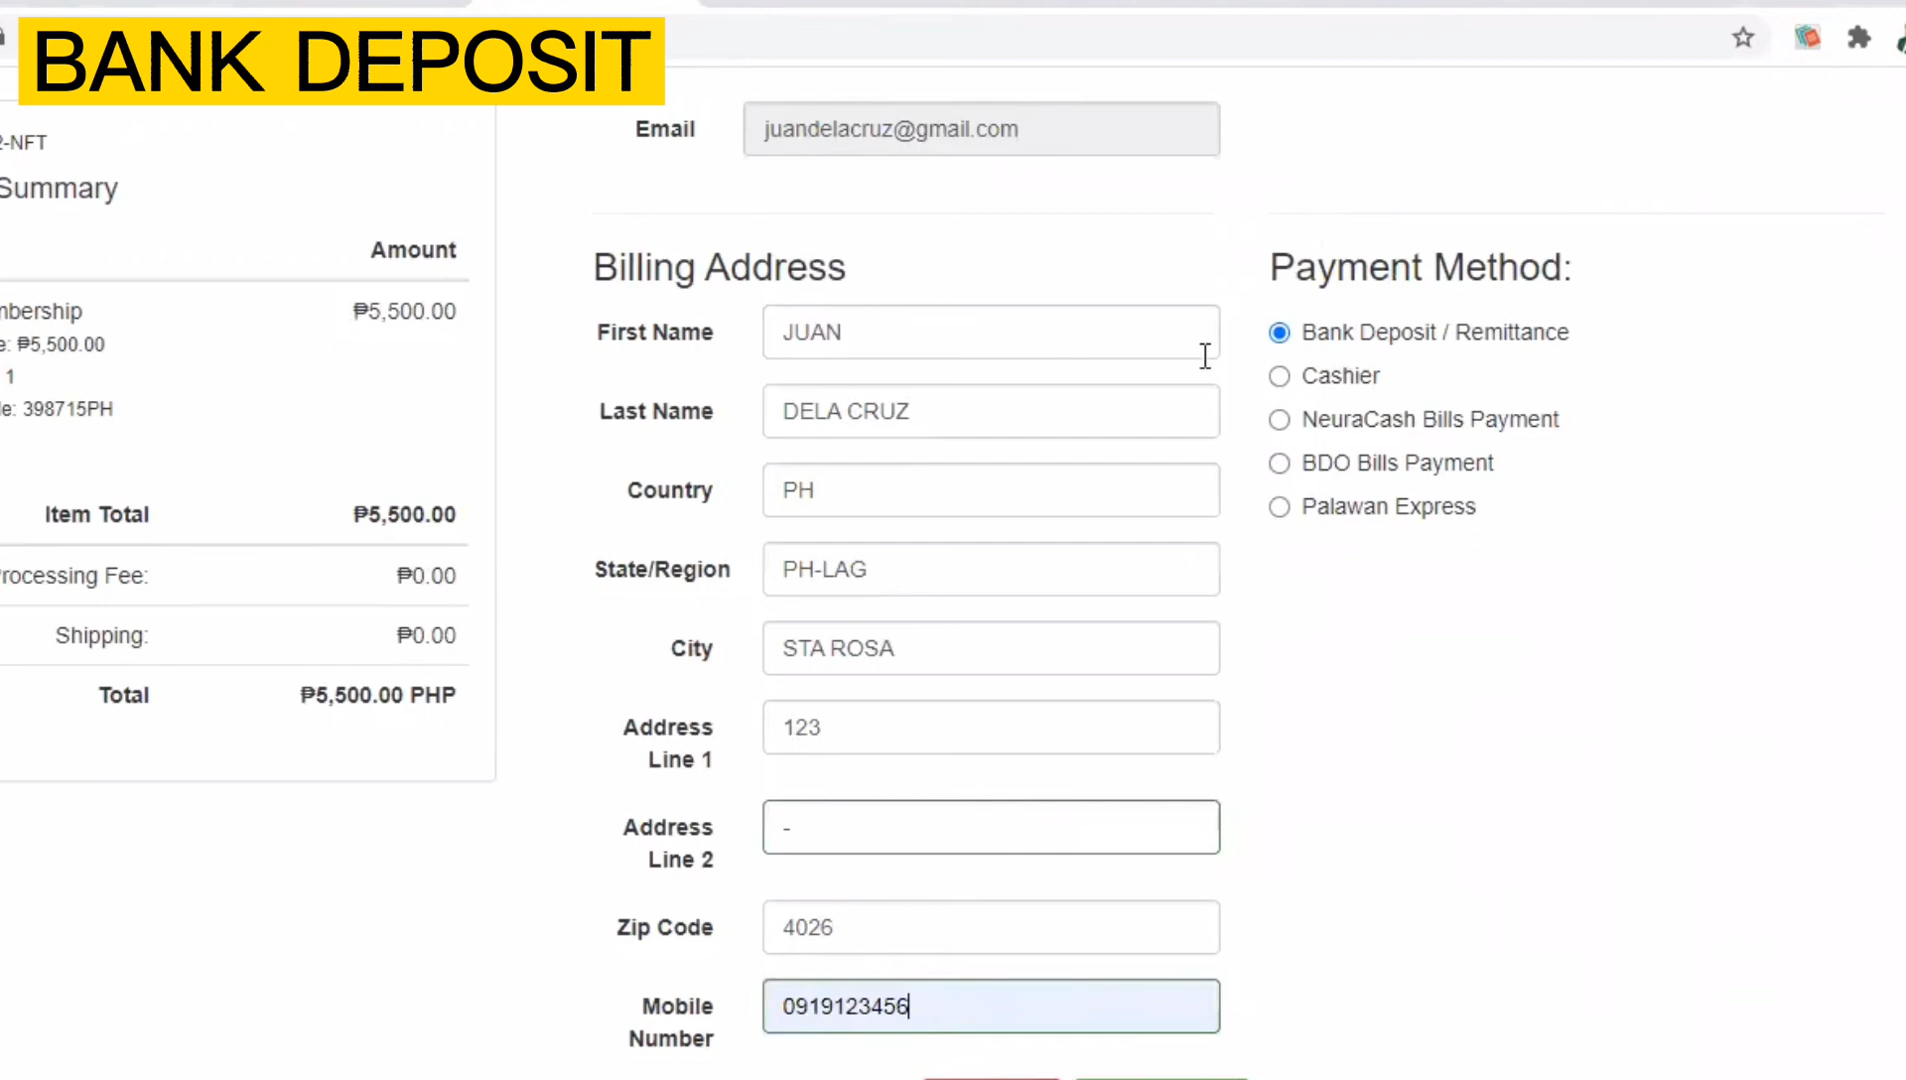 BANK DEPOSIT
Email juandelacruz@gmail.com
2-NFT
Summary
Amount
₱5,500.00
₱5,500.00
1
398715PH
Item Total ₱5,500.00
Fee: ₱0.00
Shipping: ₱0.00
Total ₱5,500.00 PHP
Billing Address
First Name JUAN
Last Name DELA CRUZ
Country PH
State/Region PH-LAG
City STA ROSA
Address
Line 1
123
Address
Line 2
-
Zip Code 4026
Mobile
Number
0919123456
Payment Method:
Bank Deposit / Remittance
Cashier
NeuraCash Bills Payment
BDO Bills Payment
Palawan Express